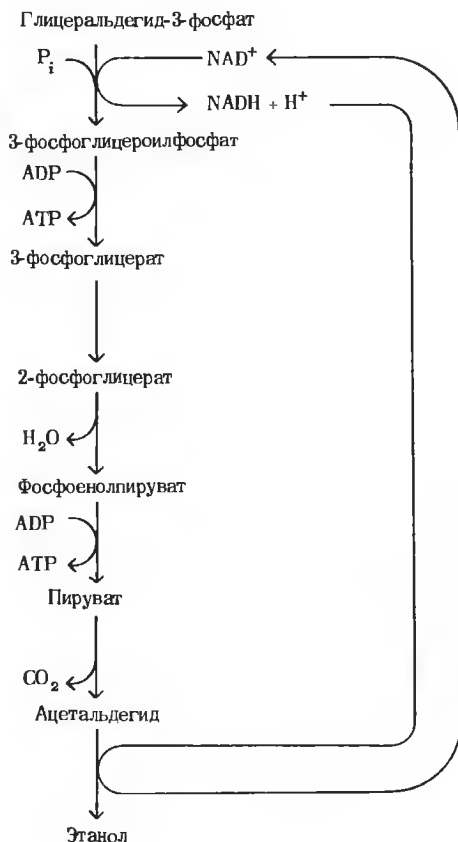 Глицеральдегид-3-фосфат
P_i NAD⁺
NADH + H⁺
3-фосфоглицероилфосфат
ADP
ATP
3-фосфоглицерат
2-фосфоглицерат
H₂O
Фосфоенолпируват
ADP
ATP
Пируват
CO₂
Ацетальдегид
Этанол